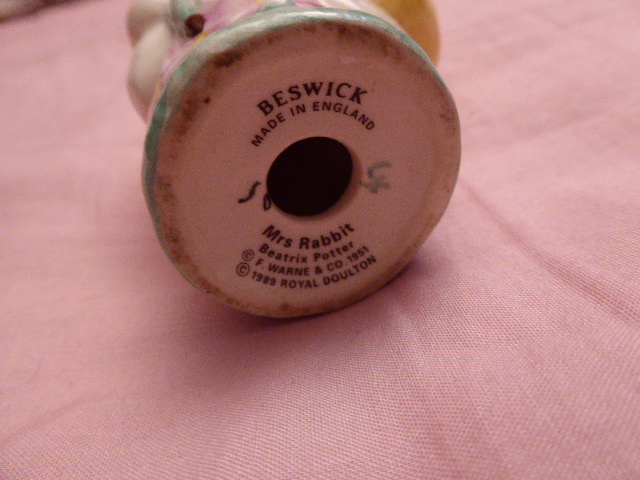 BESWICK
MADE IN ENGLAND
Mrs Rabbit
Beatrix Potter
© F. WARNE & CO. 1951
© 1989 ROYAL DOULTON